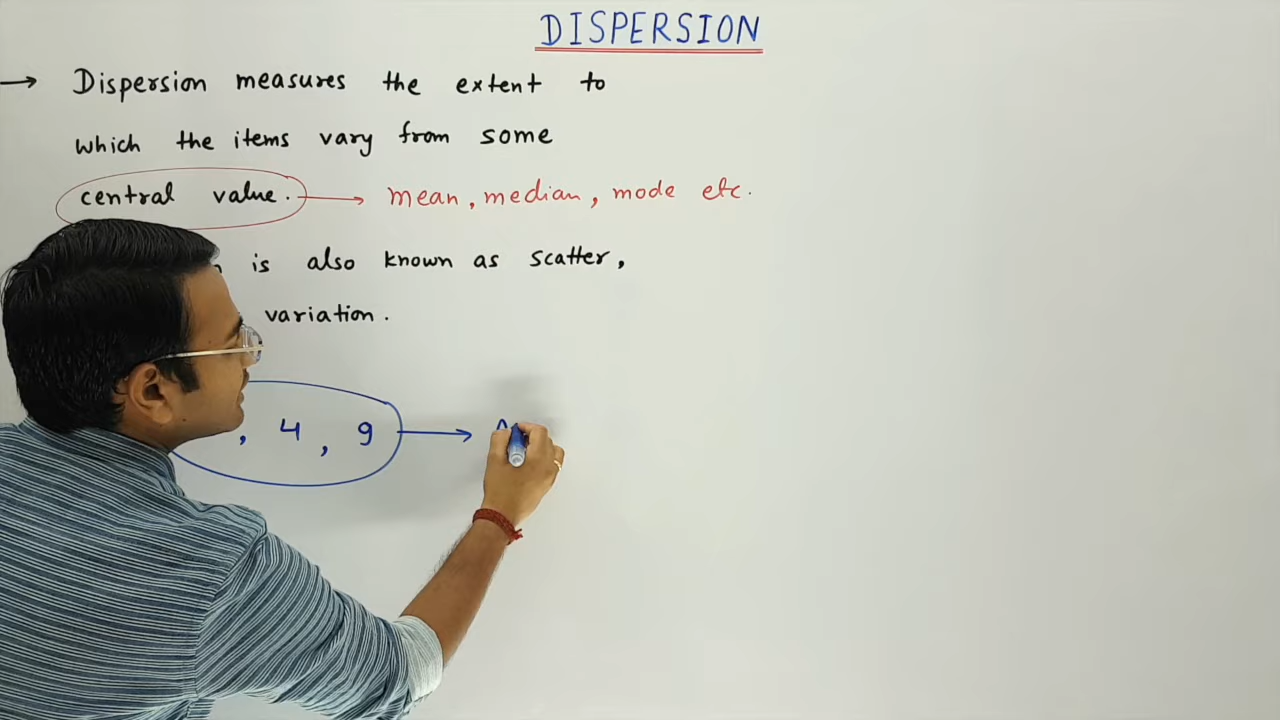 DISPERSION
→ Dispersion measures the extent to
which the items vary from some
central value. → mean, median, mode etc.
is also known as scatter,
variation.
, 4, 9 →